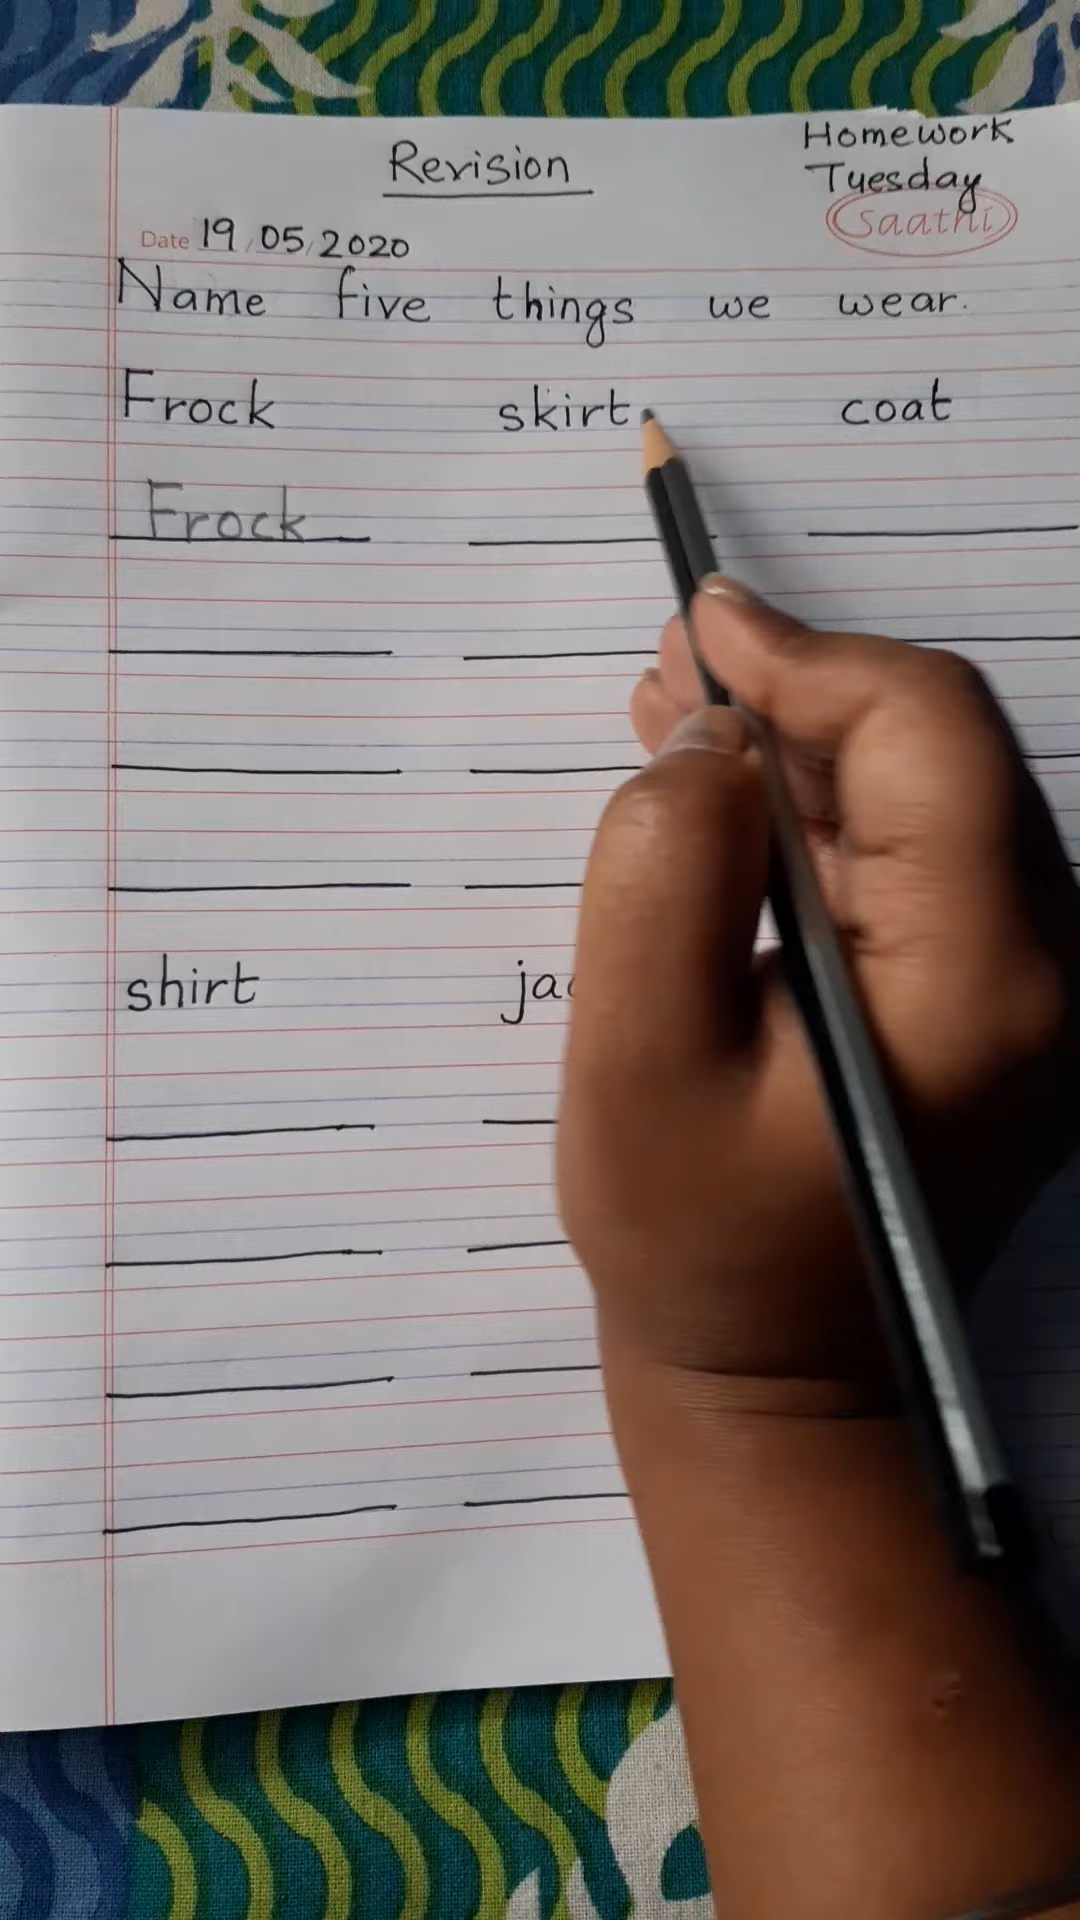 Homework
Revision
Tuesday
Saathi
Date 19/05/2020
Name five things we wear.
Frock skirt coat
Frock
shirt